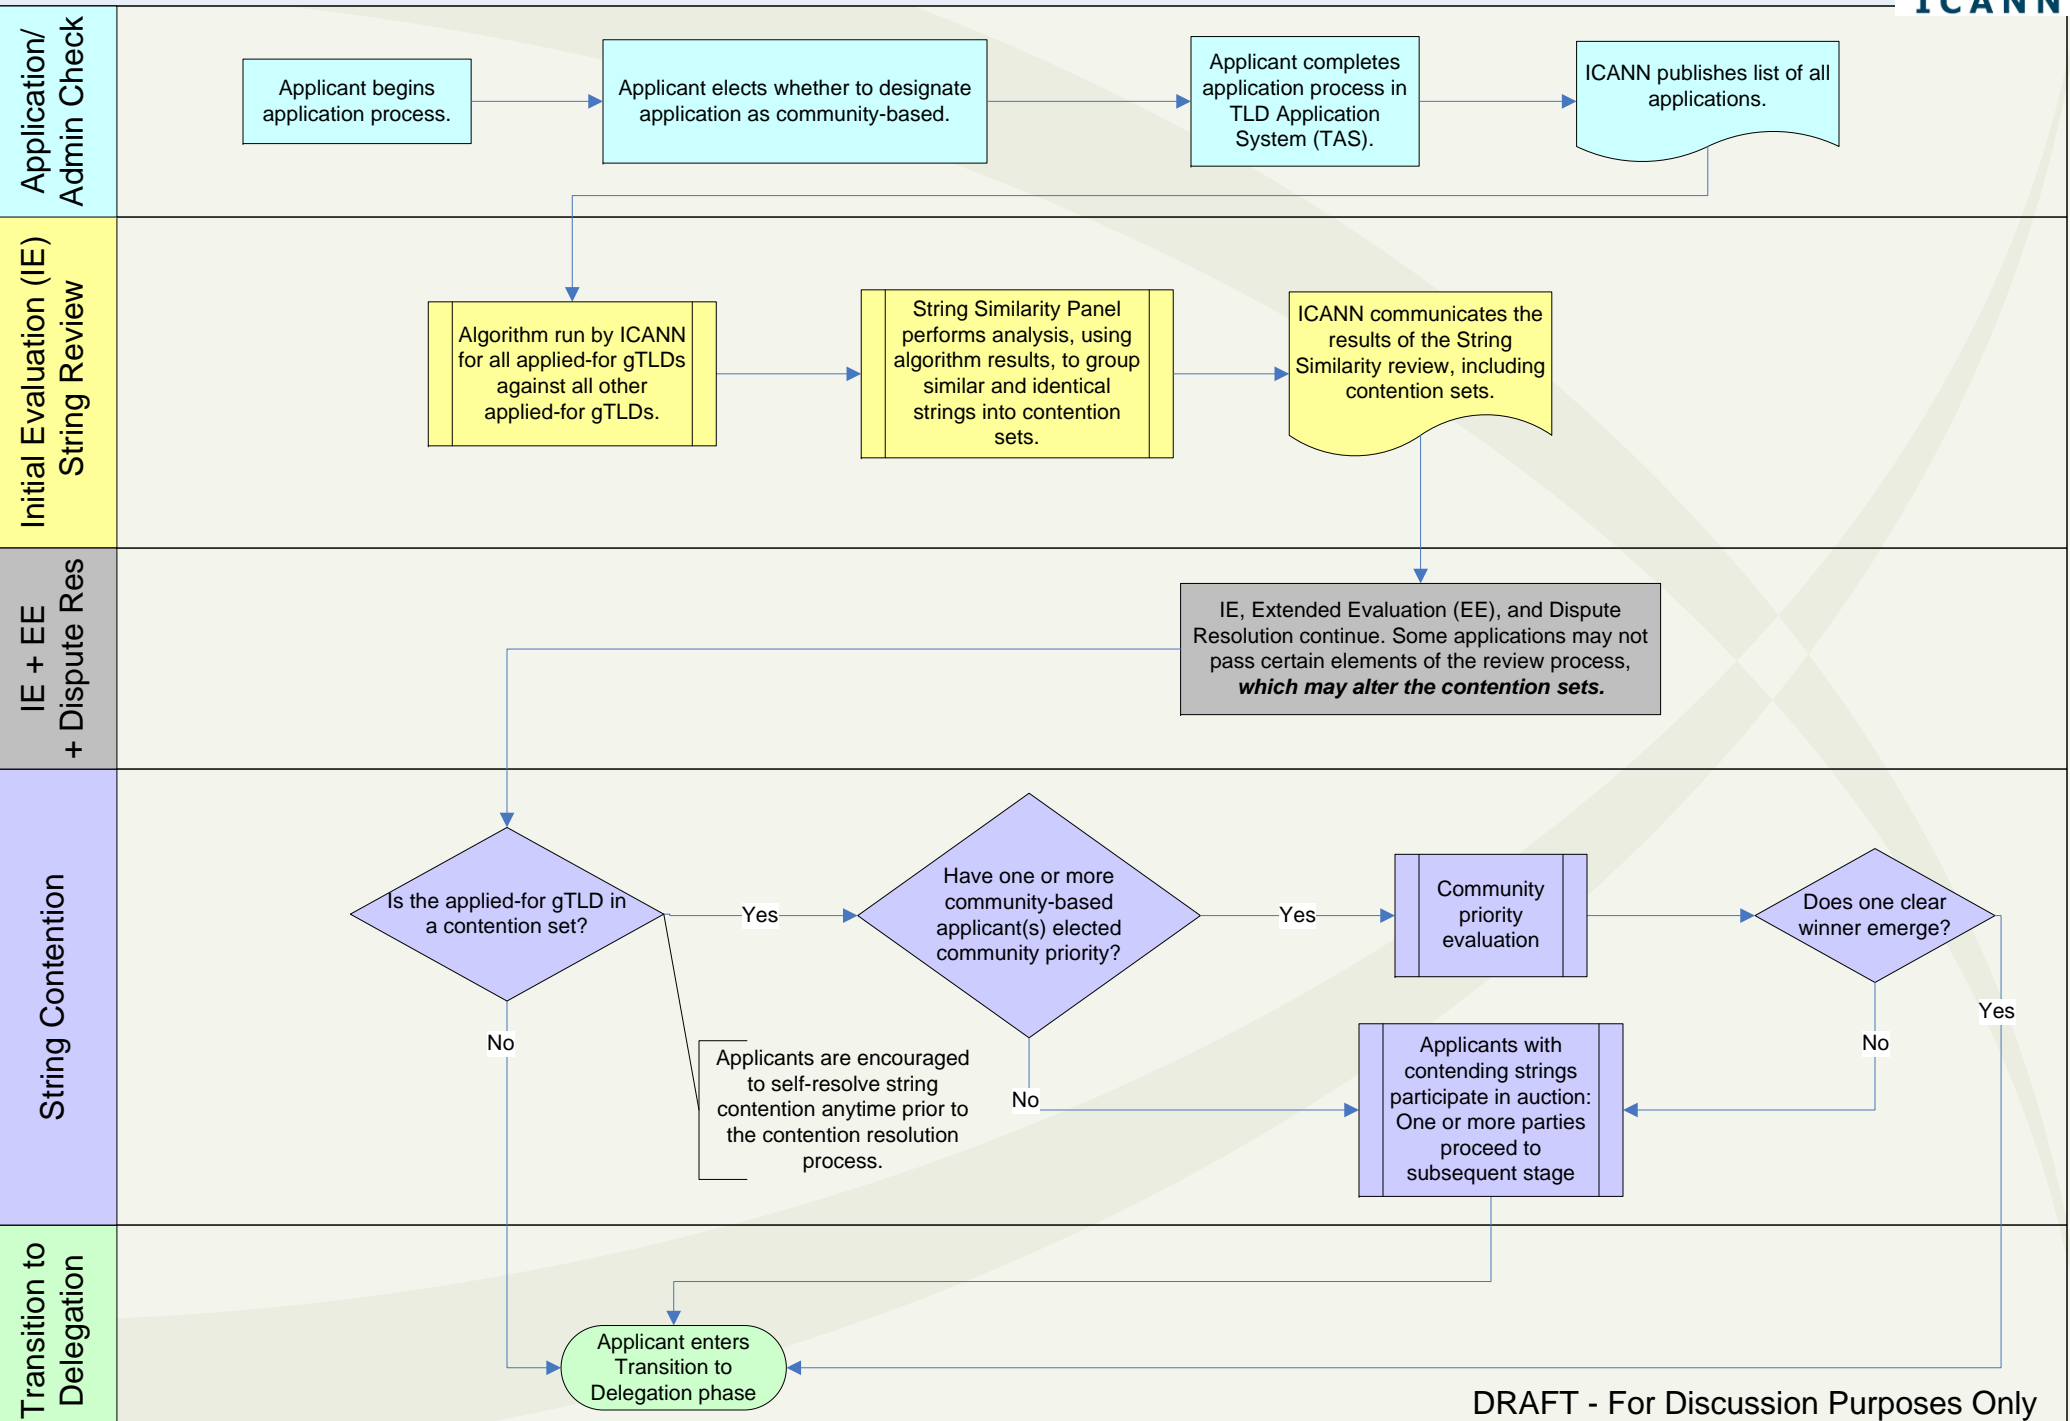 ICANN
Application/
Admin Check
Applicant begins
application process.
Applicant elects whether to designate
application as community-based.
Applicant completes
application process in
TLD Application
System (TAS).
ICANN publishes list of all
applications.
Initial Evaluation (IE)
String Review
Algorithm run by ICANN
for all applied-for gTLDs
against all other
applied-for gTLDs.
String Similarity Panel
performs analysis, using
algorithm results, to group
similar and identical
strings into contention
sets.
ICANN communicates the
results of the String
Similarity review, including
contention sets.
IE + EE
+ Dispute Res
IE, Extended Evaluation (EE), and Dispute
Resolution continue. Some applications may not
pass certain elements of the review process,
which may alter the contention sets.
String Contention
Is the applied-for gTLD in
a contention set?
Yes
No
Have one or more
community-based
applicant(s) elected
community priority?
Yes
No
Community
priority
evaluation
Does one clear
winner emerge?
Yes
No
Applicants are encouraged
to self-resolve string
contention anytime prior to
the contention resolution
process.
Applicants with
contending strings
participate in auction:
One or more parties
proceed to
subsequent stage
Transition to
Delegation
Applicant enters
Transition to
Delegation phase
DRAFT - For Discussion Purposes Only